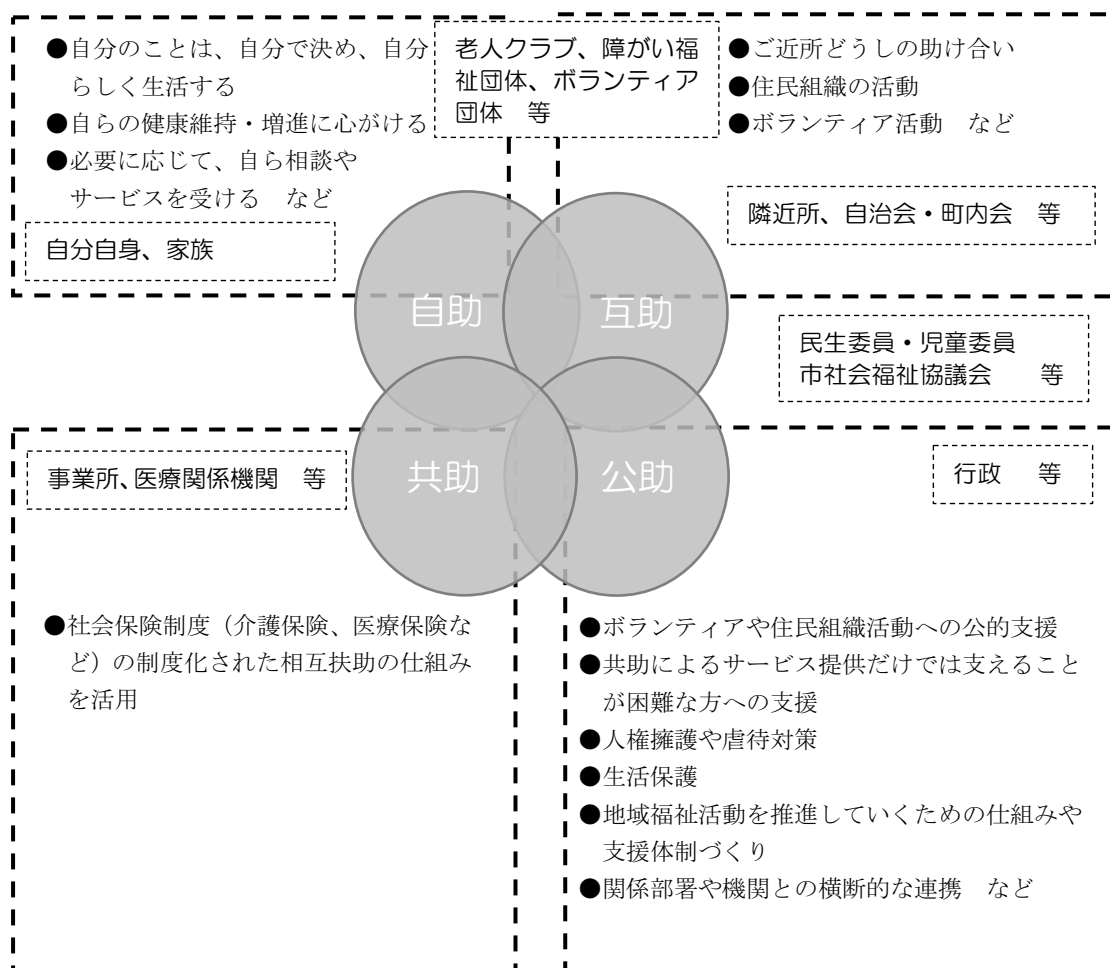 ●自分のことは、自分で決め、自分
らしく生活する
●自らの健康維持・増進に心がける
●必要に応じて、自ら相談や
サービスを受ける　など
自分自身、家族
老人クラブ、障がい福
祉団体、ボランティア
団体　等
●ご近所どうしの助け合い
●住民組織の活動
●ボランティア活動　など
隣近所、自治会・町内会　等
自助
互助
民生委員・児童委員
市社会福祉協議会　　等
事業所、医療関係機関　等
共助
公助
行政　　等
●社会保険制度（介護保険、医療保険な
ど）の制度化された相互扶助の仕組み
を活用
●ボランティアや住民組織活動への公的支援
●共助によるサービス提供だけでは支えること
が困難な方への支援
●人権擁護や虐待対策
●生活保護
●地域福祉活動を推進していくための仕組みや
支援体制づくり
●関係部署や機関との横断的な連携　など